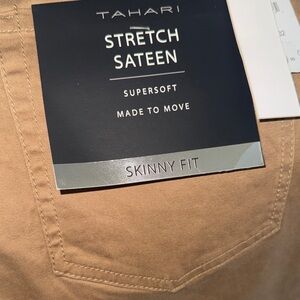 TAHARI
STRETCH
SATEEN
SUPERSOFT
MADE TO MOVE
SKINNY FIT